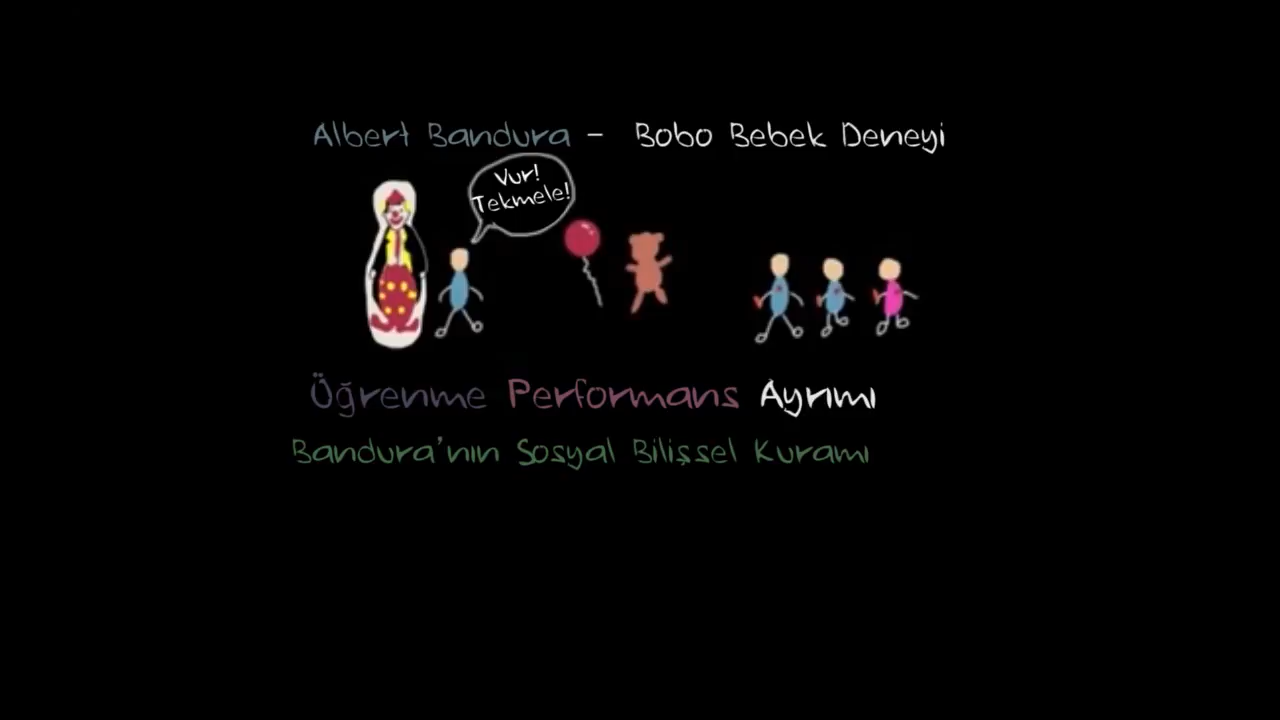 Albert Bandura - Bobo Bebek Deneyi
Vur!
Tekmele!
Öğrenme Performans Ayrımı
Bandura'nın Sosyal Bilişsel Kuramı